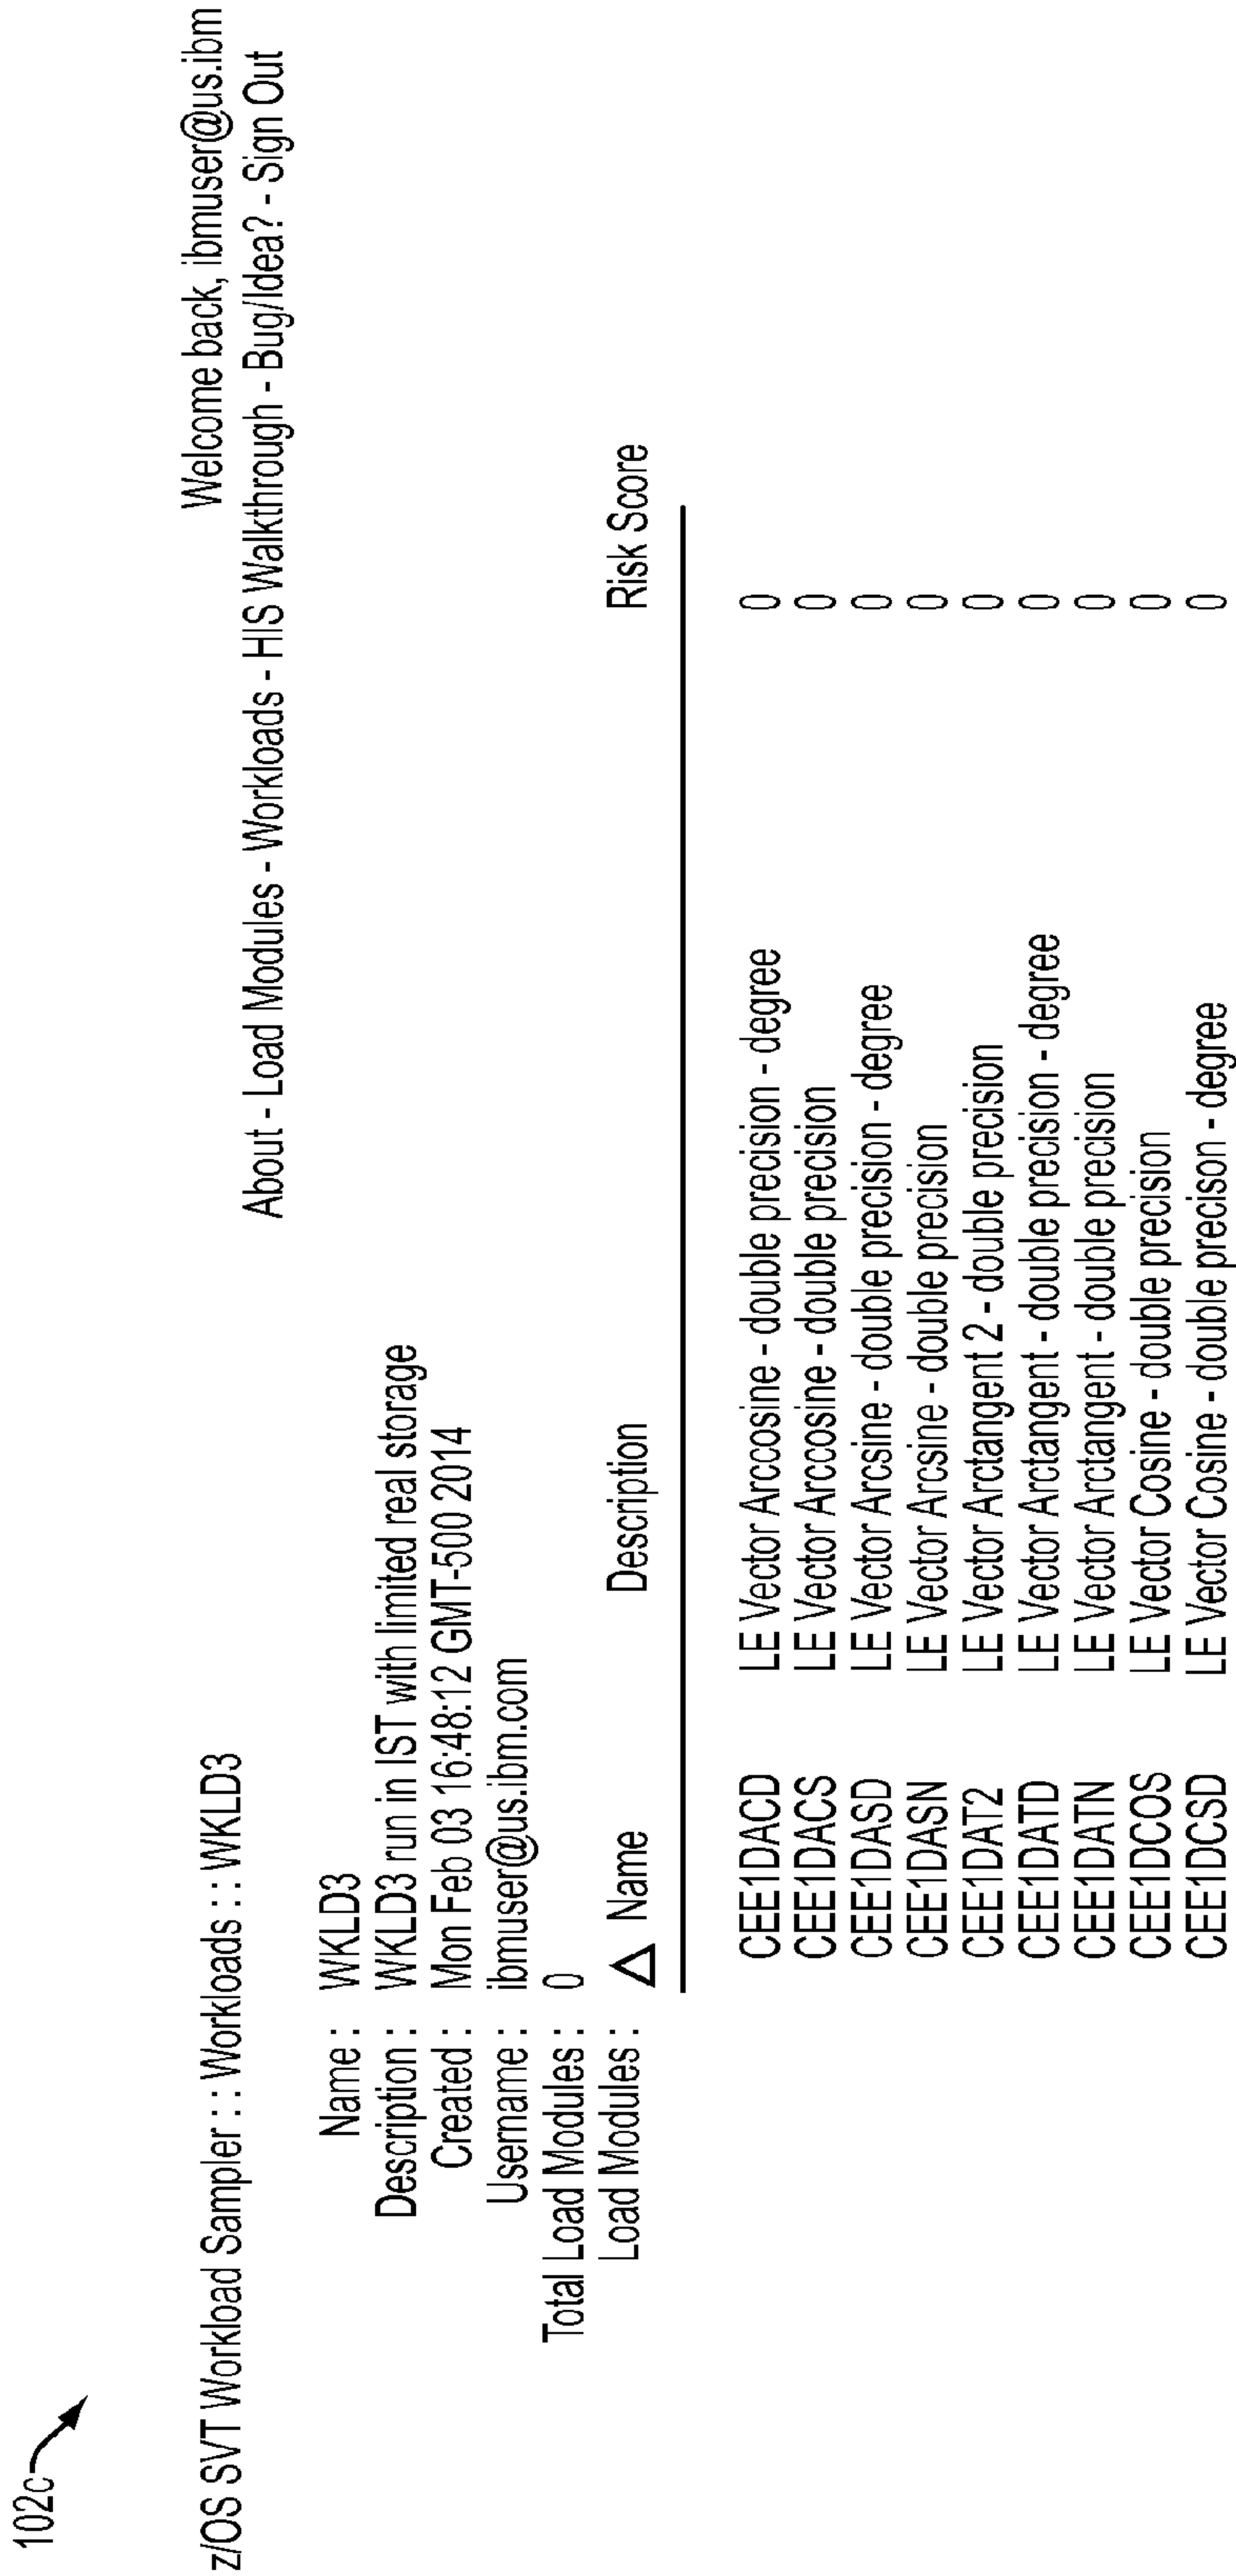 102c
Welcome back, ibmuser@us.ibm
z/OS SVT Workload Sampler : : Workloads : : WKLD3
About - Load Modules - Workloads - HIS Walkthrough - Bug/Idea? - Sign Out
Name : WKLD3
Description : WKLD3 run in IST with limited real storage
Created : Mon Feb 03 16:48:12 GMT-500 2014
Username : ibmuser@us.ibm.com
Total Load Modules : 0
Load Modules : △ Name Description Risk Score
CEE1DACD LE Vector Arccosine - double precision - degree 0
CEE1DACS LE Vector Arccosine - double precision 0
CEE1DASD LE Vector Arcsine - double precision - degree 0
CEE1DASN LE Vector Arcsine - double precision 0
CEE1DAT2 LE Vector Arctangent 2 - double precision 0
CEE1DATD LE Vector Arctangent - double precision - degree 0
CEE1DATN LE Vector Arctangent - double precision 0
CEE1DCOS LE Vector Cosine - double precision 0
CEE1DCSD LE Vector Cosine - double precison - degree 0